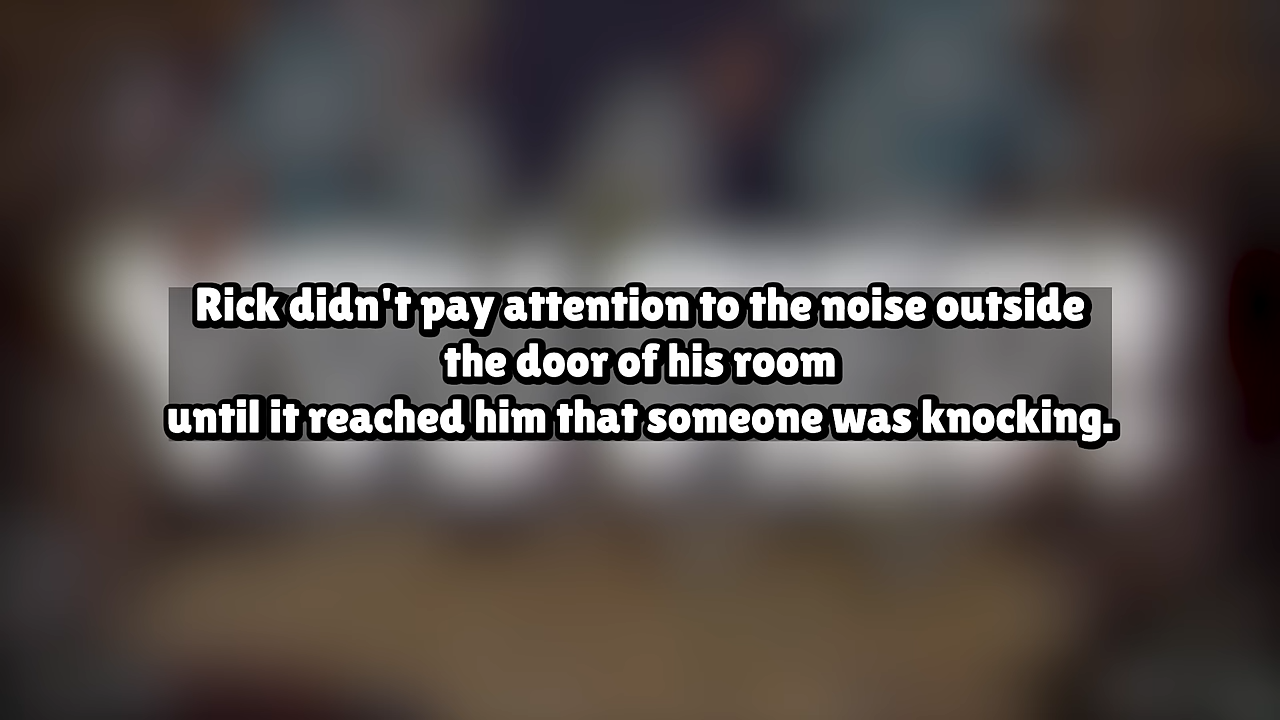 Rick didn't pay attention to the noise outside
the door of his room
until it reached him that someone was knocking.